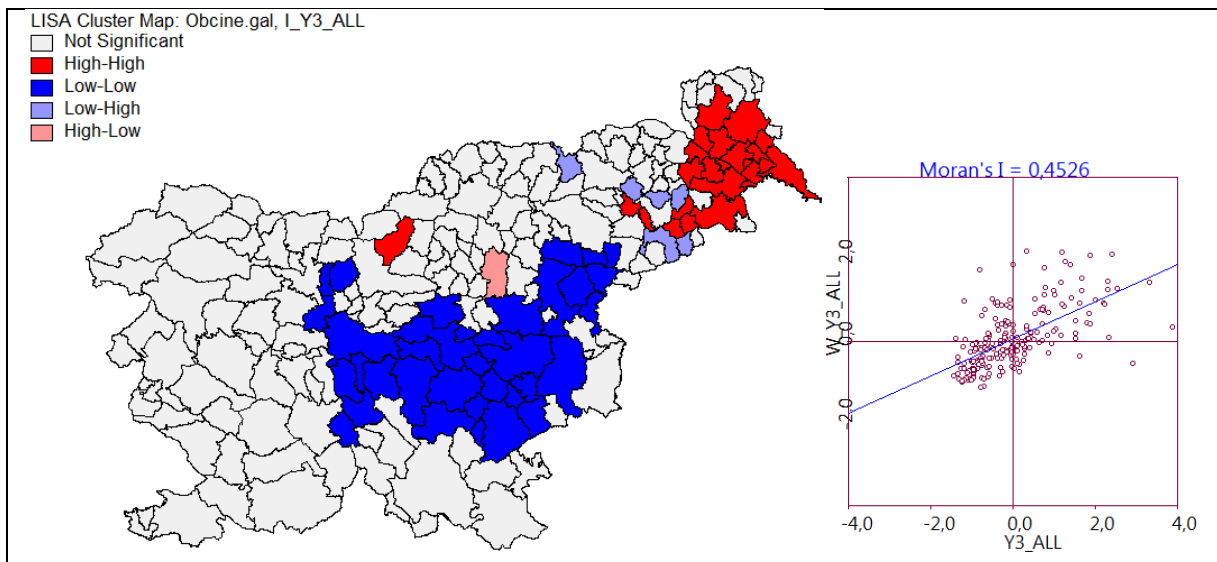 LISA Cluster Map: Obcine.gal, I_Y3_ALL
Not Significant
High-High
Low-Low
Low-High
High-Low
Moran's I = 0,4526
2,0
0,0
-2,0
W_Y3_ALL
-4,0 -2,0 0,0 2,0 4,0
Y3_ALL